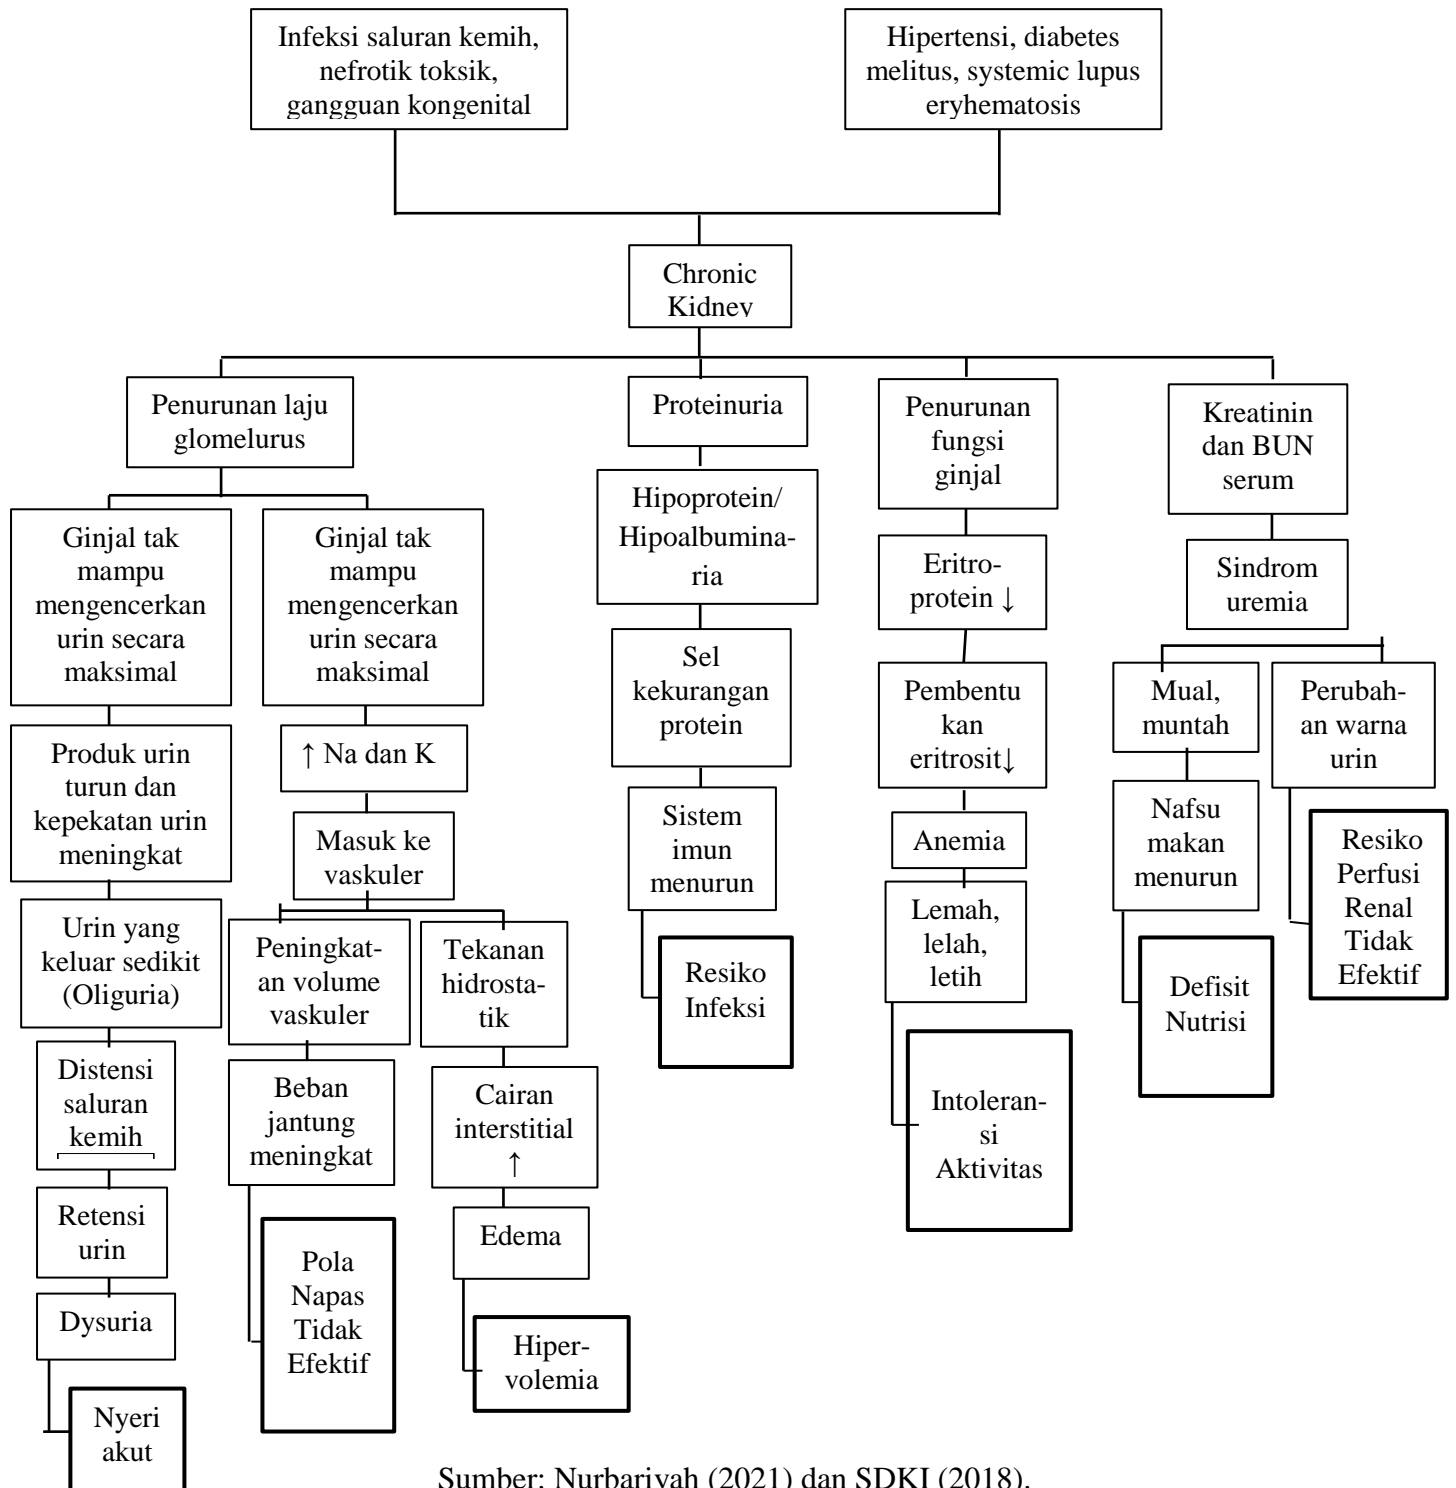 Infeksi saluran kemih,
nefrotik toksik,
gangguan kongenital
Hipertensi, diabetes
melitus, systemic lupus
eryhematosis
Chronic
Kidney
Penurunan laju
glomelurus
Proteinuria
Penurunan
fungsi
ginjal
Kreatinin
dan BUN
serum
Ginjal tak
mampu
mengencerkan
urin secara
maksimal
Ginjal tak
mampu
mengencerkan
urin secara
maksimal
Hipoprotein/
Hipoalbumina-
ria
Eritro-
protein ↓
Sindrom
uremia
Produk urin
turun dan
kepekatan urin
meningkat
↑ Na dan K
Sel
kekurangan
protein
Pembentu
kan
eritrosit↓
Mual,
muntah
Perubah-
an warna
urin
Masuk ke
vaskuler
Sistem
imun
menurun
Anemia
Nafsu
makan
menurun
Resiko
Perfusi
Renal
Tidak
Efektif
Urin yang
keluar sedikit
(Oliguria)
Peningkat-
an volume
vaskuler
Tekanan
hidrosta-
tik
Resiko
Infeksi
Lemah,
lelah,
letih
Defisit
Nutrisi
Distensi
saluran
kemih
Beban
jantung
meningkat
Cairan
interstitial
↑
Intoleran-
si
Aktivitas
Retensi
urin
Pola
Napas
Tidak
Efektif
Edema
Dysuria
Hiper-
volemia
Nyeri
akut
Sumber: Nurbariyah (2021) dan SDKI (2018).